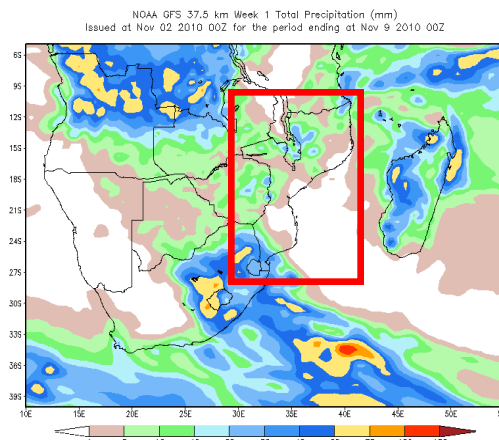 NOAA GFS 37.5 km Week 1 Total Precipitation (mm)
Issued at Nov 02 2010 00Z for the period ending at Nov 9 2010 00Z
6S
9S
12S
15S
18S
21S
24S
27S
30S
33S
36S
39S
10E 15E 20E 25E 30E 35E 40E 45E 50E